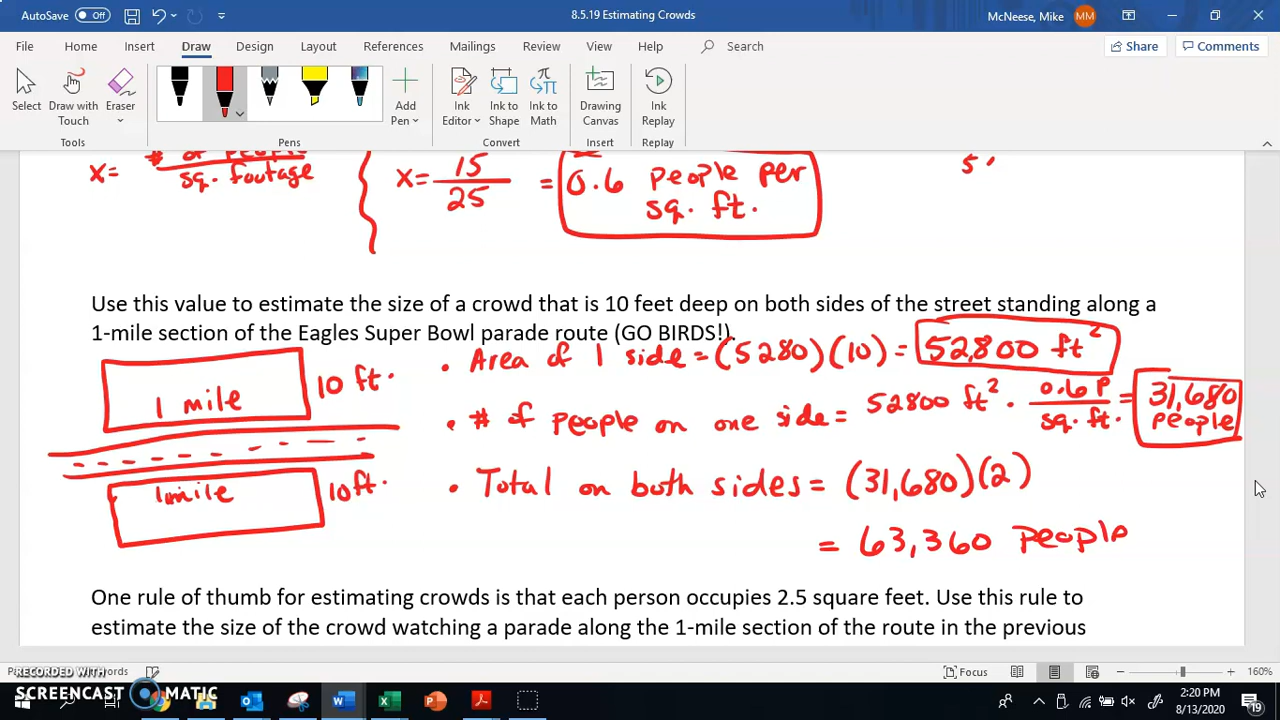 AutoSave Off 8.5.19 Estimating Crowds McNeese, Mike MM
File Home Insert Draw Design Layout References Mailings Review View Help Search Share Comments
Select Draw with Touch Eraser Add Pen Ink Editor Ink to Shape Ink to Math Drawing Canvas Ink Replay
Tools Pens Convert Insert Replay
x= # of people / sq. footage
x= 15/25 = 0.6 people per
sq. ft.
Use this value to estimate the size of a crowd that is 10 feet deep on both sides of the street standing along a
1-mile section of the Eagles Super Bowl parade route (GO BIRDS!).
1 mile 10 ft.
1 mile 10 ft.
• Area of 1 side = (5280)(10) = 52,800 ft²
• # of people on one side = 52800 ft² · 0.6 P / sq. ft. = 31,680 people
• Total on both sides = (31,680)(2)
= 63,360 people
One rule of thumb for estimating crowds is that each person occupies 2.5 square feet. Use this rule to
estimate the size of the crowd watching a parade along the 1-mile section of the route in the previous
words Focus 160%
RECORDED WITH
SCREENCAST MATIC
2:20 PM
8/13/2020
19